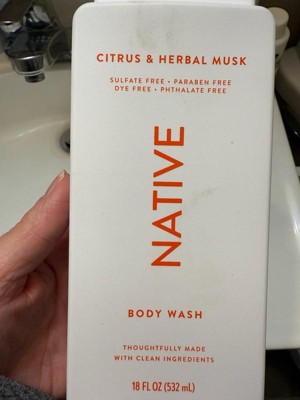 CITRUS & HERBAL MUSK
SULFATE FREE • PARABEN FREE
DYE FREE • PHTHALATE FREE
NATIVE
BODY WASH
THOUGHTFULLY MADE
WITH CLEAN INGREDIENTS
18 FL OZ (532 mL)